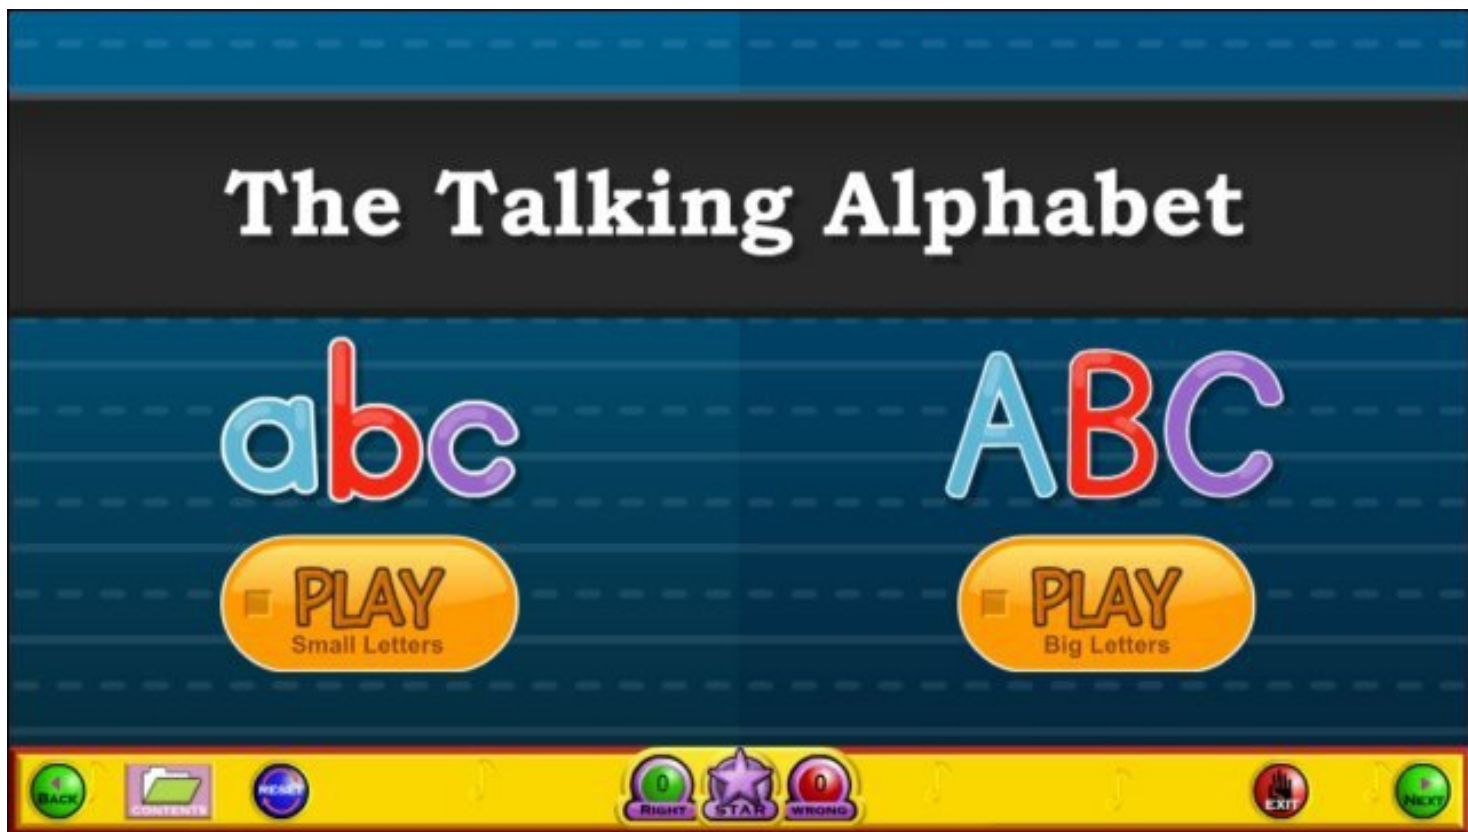 The Talking Alphabet
abc
ABC
PLAY
Small Letters
PLAY
Big Letters
BACK
CONTENTS
RESET
0
RIGHT
STAR
0
WRONG
EXIT
NEXT